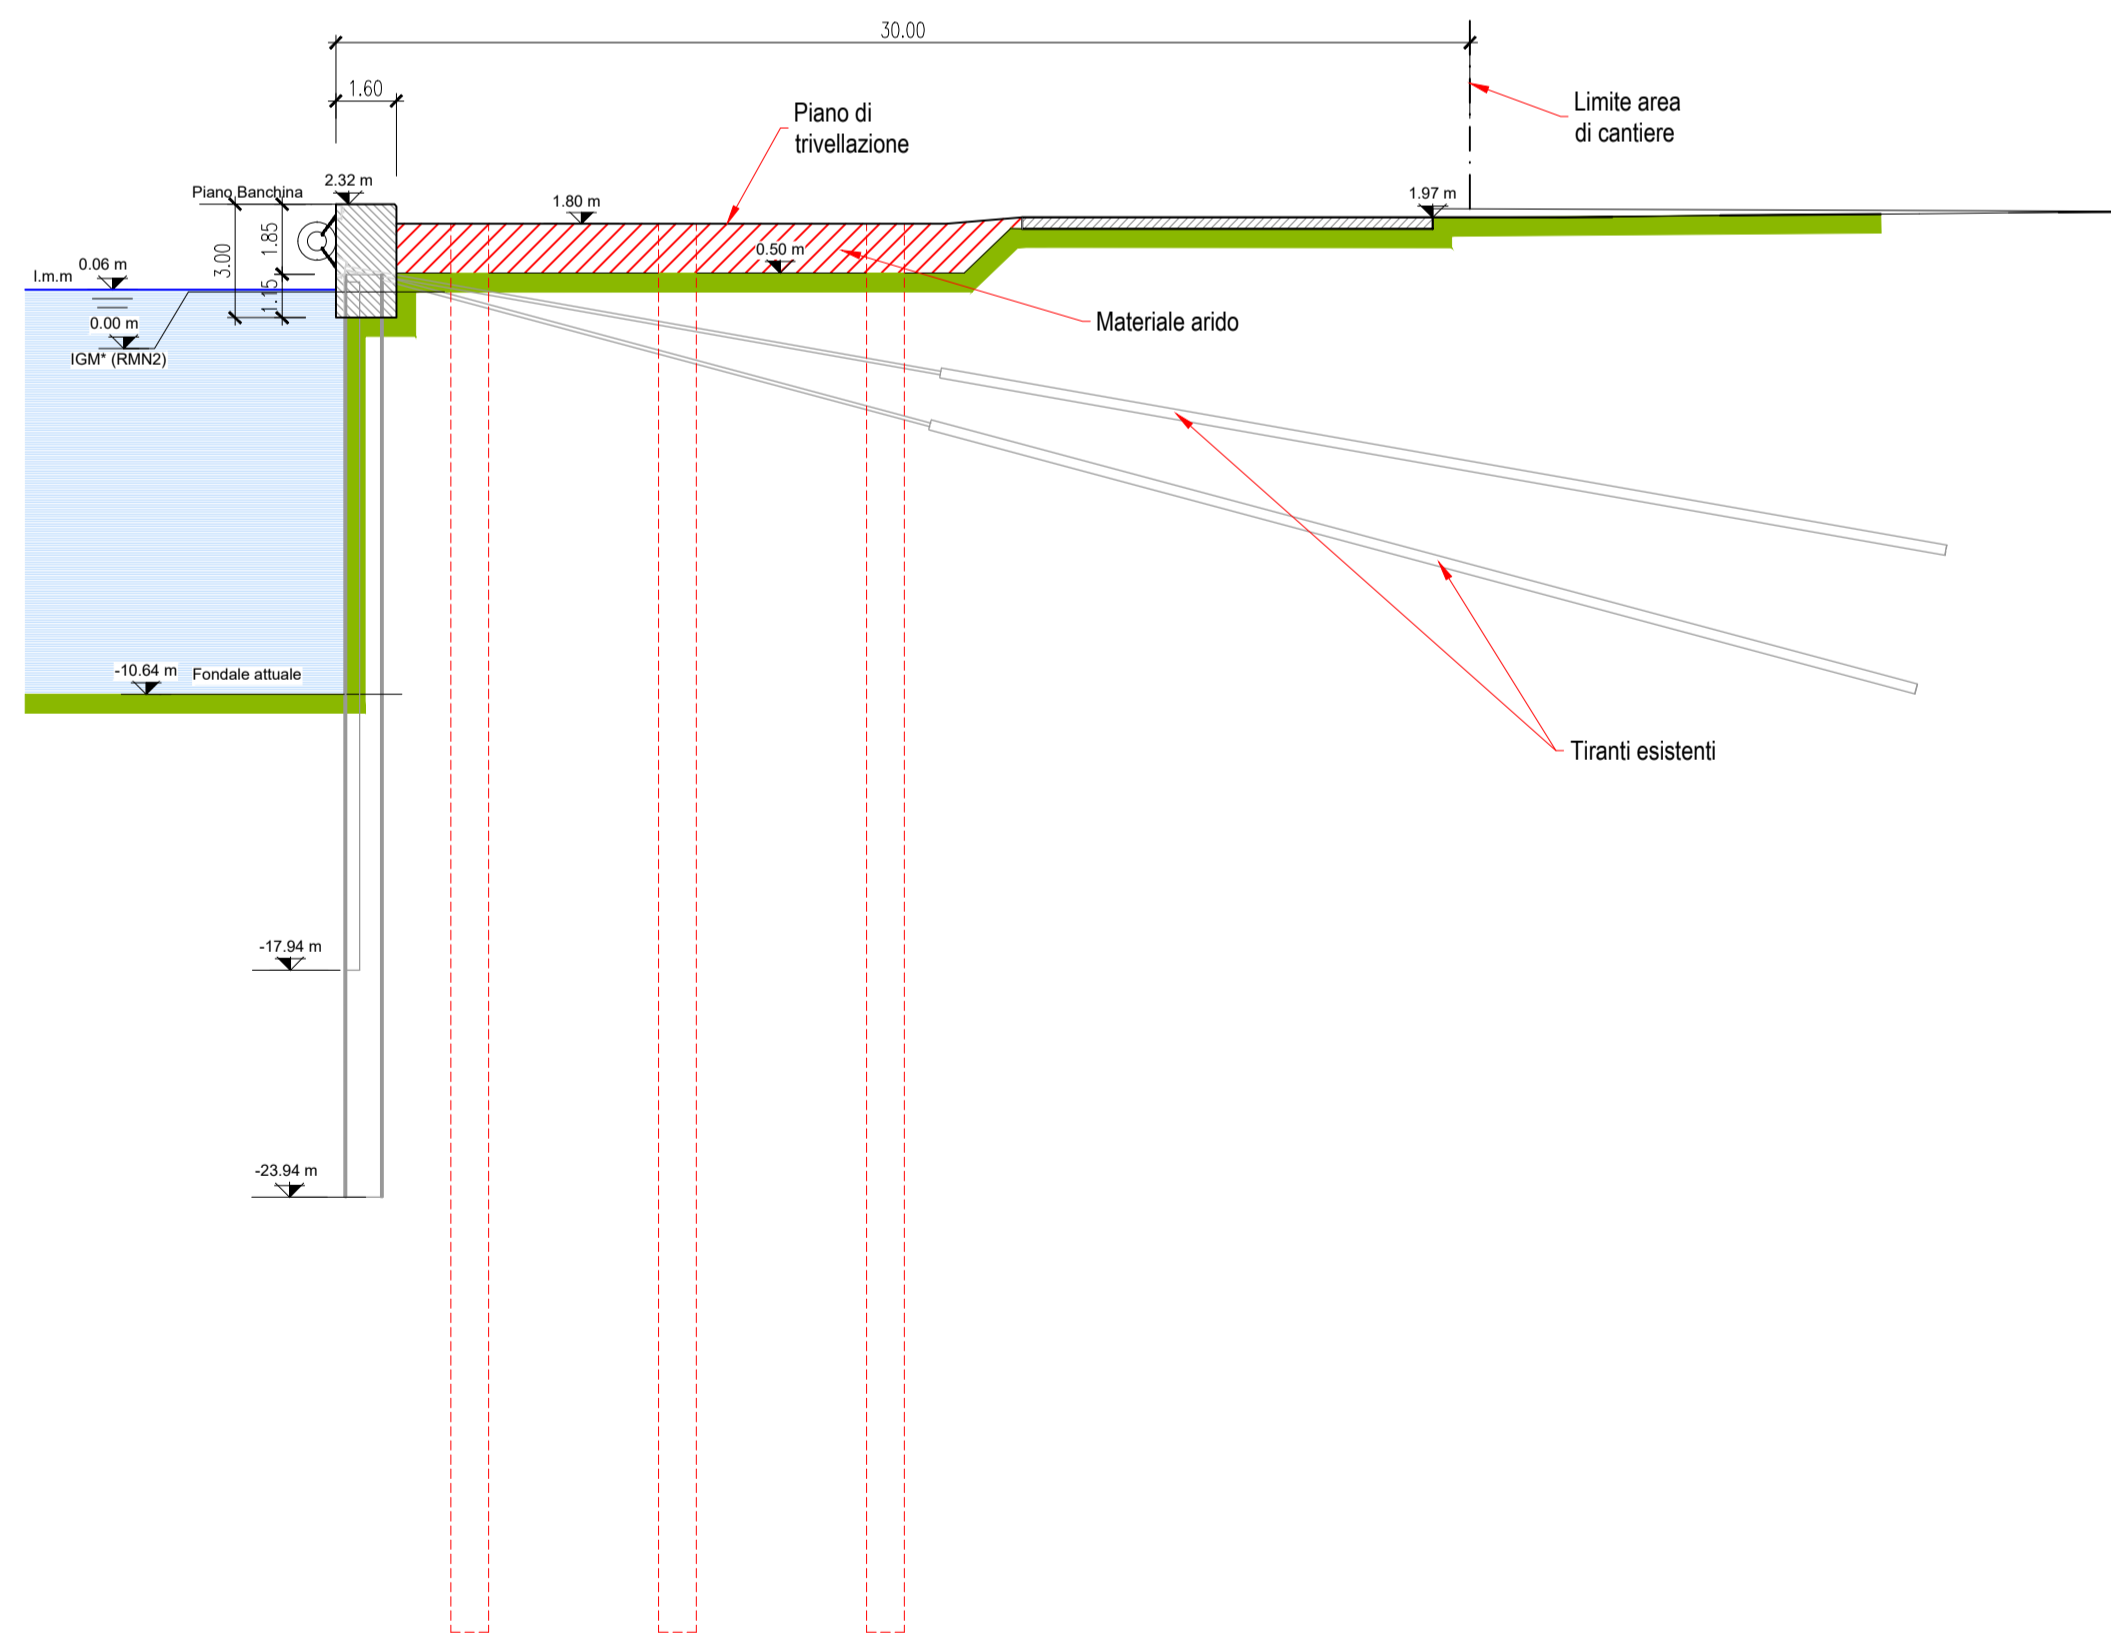 30.00
1.60
Limite area
di cantiere
Piano di
trivellazione
2.32 m
Piano Banchina
1.80 m
1.97 m
3.00
1.85
1.15
0.50 m
l.m.m
0.06 m
0.00 m
IGM* (RMN2)
Materiale arido
-10.64 m
Fondale attuale
Tiranti esistenti
-17.94 m
-23.94 m